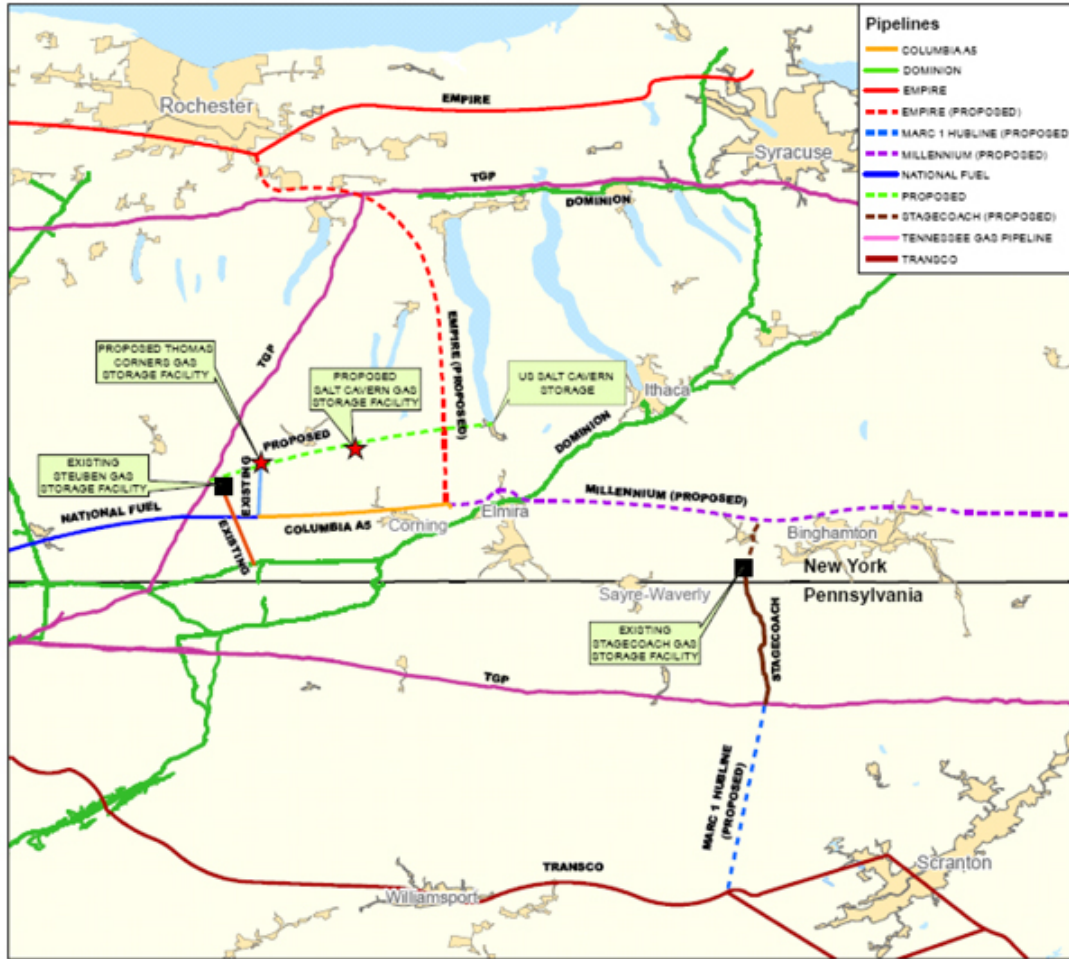 Pipelines
COLUMBIA A5
DOMINION
EMPIRE
EMPIRE (PROPOSED)
MARC 1 HUBLINE (PROPOSED
MILLENNIUM (PROPOSED)
NATIONAL FUEL
PROPOSED
STAGECOACH (PROPOSED)
TENNESSEE GAS PIPELINE
TRANSCO
Rochester
EMPIRE
Syracuse
TGP
DOMINION
EMPIRE (PROPOSED)
TGP
PROPOSED THOMAS
CORNERS GAS
STORAGE FACILITY
PROPOSED
SALT CAVERN GAS
STORAGE FACILITY
US SALT CAVERN
STORAGE
Ithaca
DOMINION
PROPOSED
EXISTING
STEUBEN GAS
STORAGE FACILITY
EXISTING
NATIONAL FUEL
EXISTING
COLUMBIA A5
Corning
Elmira
MILLENNIUM (PROPOSED)
Binghamton
New York
Pennsylvania
Sayre-Waverly
EXISTING
STAGECOACH GAS
STORAGE FACILITY
STAGECOACH
TGP
MARC 1 HUBLINE
(PROPOSED)
TRANSCO
Williamsport
Scranton